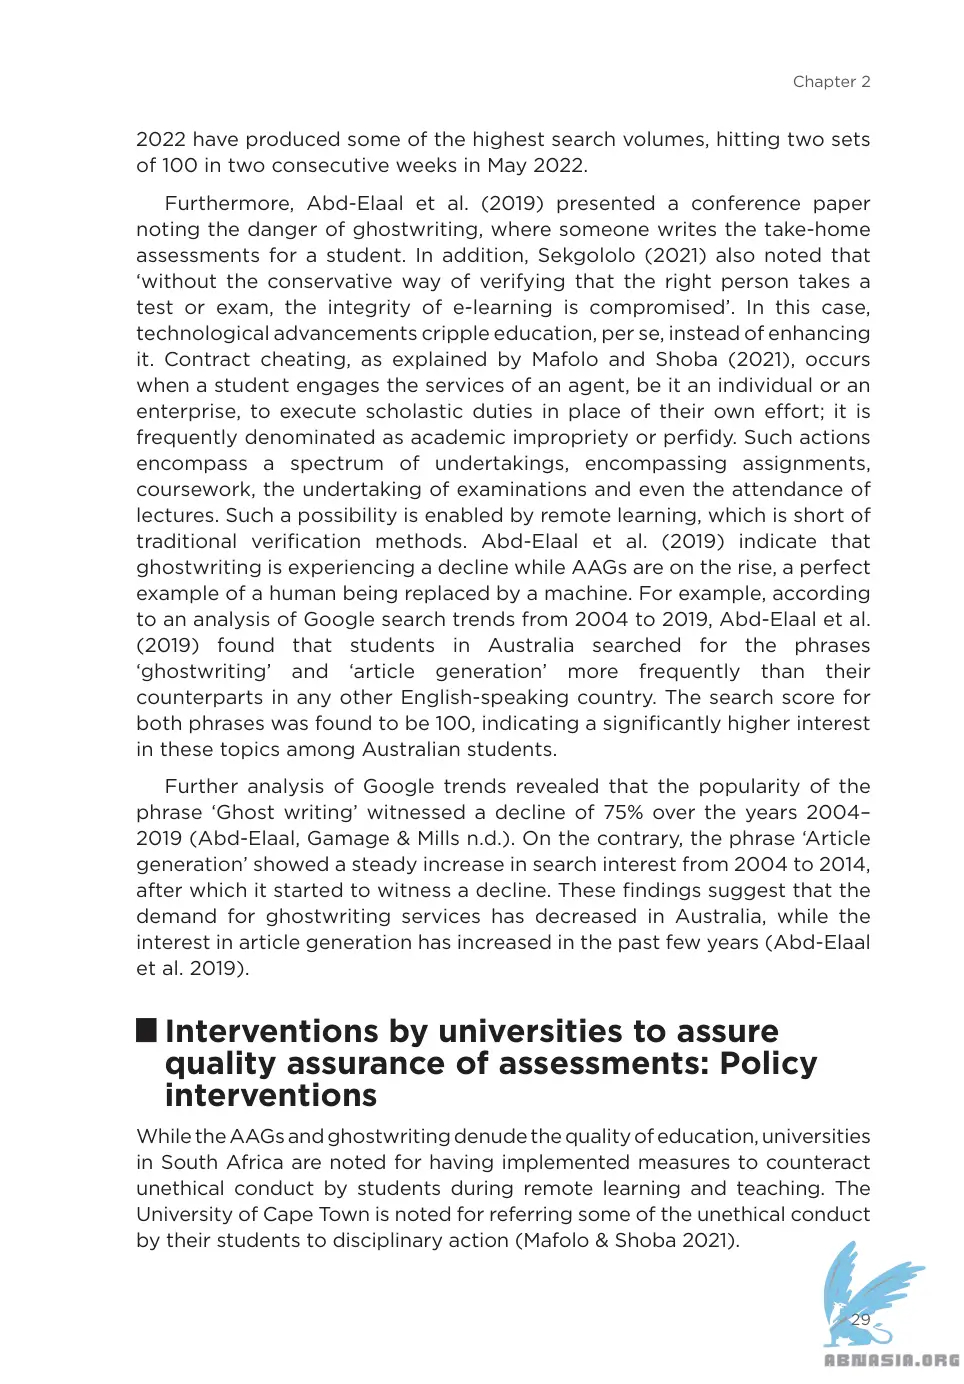 Chapter 2
2022 have produced some of the highest search volumes, hitting two sets
of 100 in two consecutive weeks in May 2022.
Furthermore, Abd-Elaal et al. (2019) presented a conference paper
noting the danger of ghostwriting, where someone writes the take-home
assessments for a student. In addition, Sekgololo (2021) also noted that
‘without the conservative way of verifying that the right person takes a
test or exam, the integrity of e-learning is compromised’. In this case,
technological advancements cripple education, per se, instead of enhancing
it. Contract cheating, as explained by Mafolo and Shoba (2021), occurs
when a student engages the services of an agent, be it an individual or an
enterprise, to execute scholastic duties in place of their own effort; it is
frequently denominated as academic impropriety or perfidy. Such actions
encompass a spectrum of undertakings, encompassing assignments,
coursework, the undertaking of examinations and even the attendance of
lectures. Such a possibility is enabled by remote learning, which is short of
traditional verification methods. Abd-Elaal et al. (2019) indicate that
ghostwriting is experiencing a decline while AAGs are on the rise, a perfect
example of a human being replaced by a machine. For example, according
to an analysis of Google search trends from 2004 to 2019, Abd-Elaal et al.
(2019) found that students in Australia searched for the phrases
‘ghostwriting’ and ‘article generation’ more frequently than their
counterparts in any other English-speaking country. The search score for
both phrases was found to be 100, indicating a significantly higher interest
in these topics among Australian students.
Further analysis of Google trends revealed that the popularity of the
phrase ‘Ghost writing’ witnessed a decline of 75% over the years 2004–
2019 (Abd-Elaal, Gamage & Mills n.d.). On the contrary, the phrase ‘Article
generation’ showed a steady increase in search interest from 2004 to 2014,
after which it started to witness a decline. These findings suggest that the
demand for ghostwriting services has decreased in Australia, while the
interest in article generation has increased in the past few years (Abd-Elaal
et al. 2019).
Interventions by universities to assure
quality assurance of assessments: Policy
interventions
While the AAGs and ghostwriting denude the quality of education, universities
in South Africa are noted for having implemented measures to counteract
unethical conduct by students during remote learning and teaching. The
University of Cape Town is noted for referring some of the unethical conduct
by their students to disciplinary action (Mafolo & Shoba 2021).
29
ABNASIA.ORG